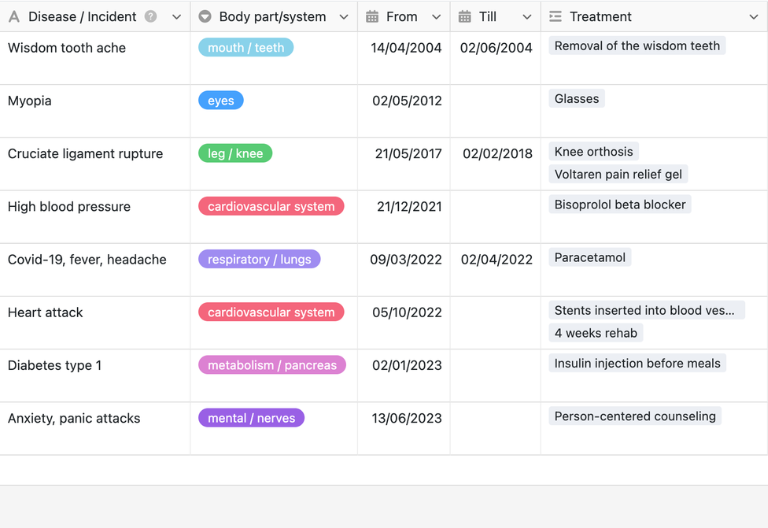 Disease / Incident ? Body part/system From Till Treatment
Wisdom tooth ache mouth / teeth 14/04/2004 02/06/2004 Removal of the wisdom teeth
Myopia eyes 02/05/2012 Glasses
Cruciate ligament rupture leg / knee 21/05/2017 02/02/2018 Knee orthosis
Voltaren pain relief gel
High blood pressure cardiovascular system 21/12/2021 Bisoprolol beta blocker
Covid-19, fever, headache respiratory / lungs 09/03/2022 02/04/2022 Paracetamol
Heart attack cardiovascular system 05/10/2022 Stents inserted into blood ves...
4 weeks rehab
Diabetes type 1 metabolism / pancreas 02/01/2023 Insulin injection before meals
Anxiety, panic attacks mental / nerves 13/06/2023 Person-centered counseling